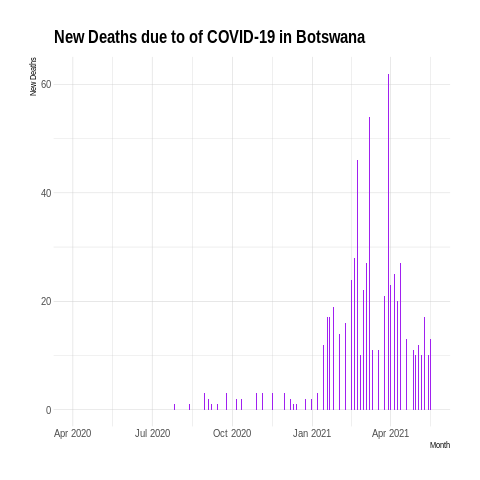 New Deaths due to of COVID-19 in Botswana
New Deaths
60
40
20
0
Apr 2020 Jul 2020 Oct 2020 Jan 2021 Apr 2021
Month